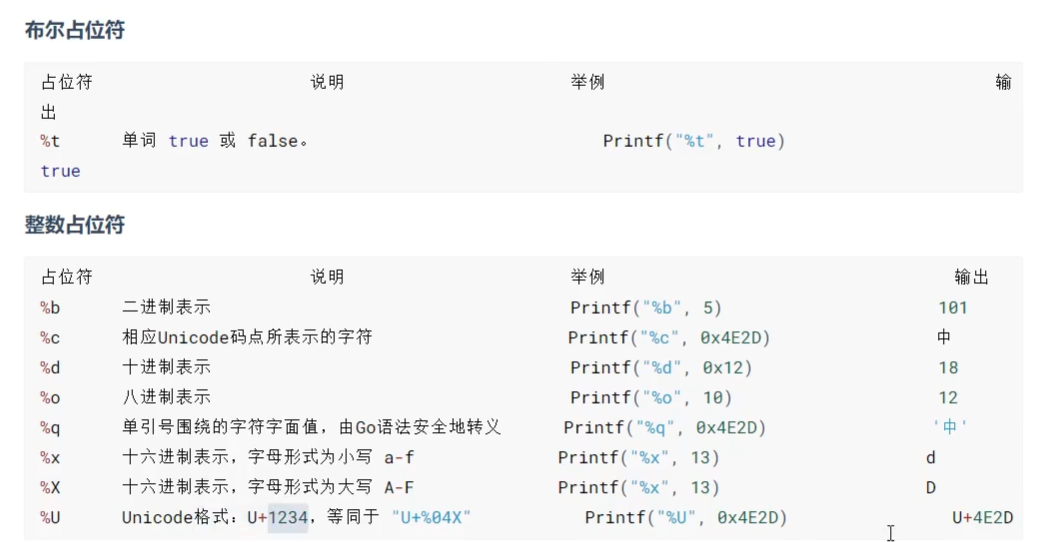 布尔占位符
占位符 说明 举例 输
出
%t 单词 true 或 false。 Printf("%t", true)
true
整数占位符
占位符 说明 举例 输出
%b 二进制表示 Printf("%b", 5) 101
%c 相应Unicode码点所表示的字符 Printf("%c", 0x4E2D) 中
%d 十进制表示 Printf("%d", 0x12) 18
%o 八进制表示 Printf("%o", 10) 12
%q 单引号围绕的字符字面值，由Go语法安全地转义 Printf("%q", 0x4E2D) '中'
%x 十六进制表示，字母形式为小写 a-f Printf("%x", 13) d
%X 十六进制表示，字母形式为大写 A-F Printf("%x", 13) D
%U Unicode格式：U+1234，等同于 "U+%04X" Printf("%U", 0x4E2D) U+4E2D